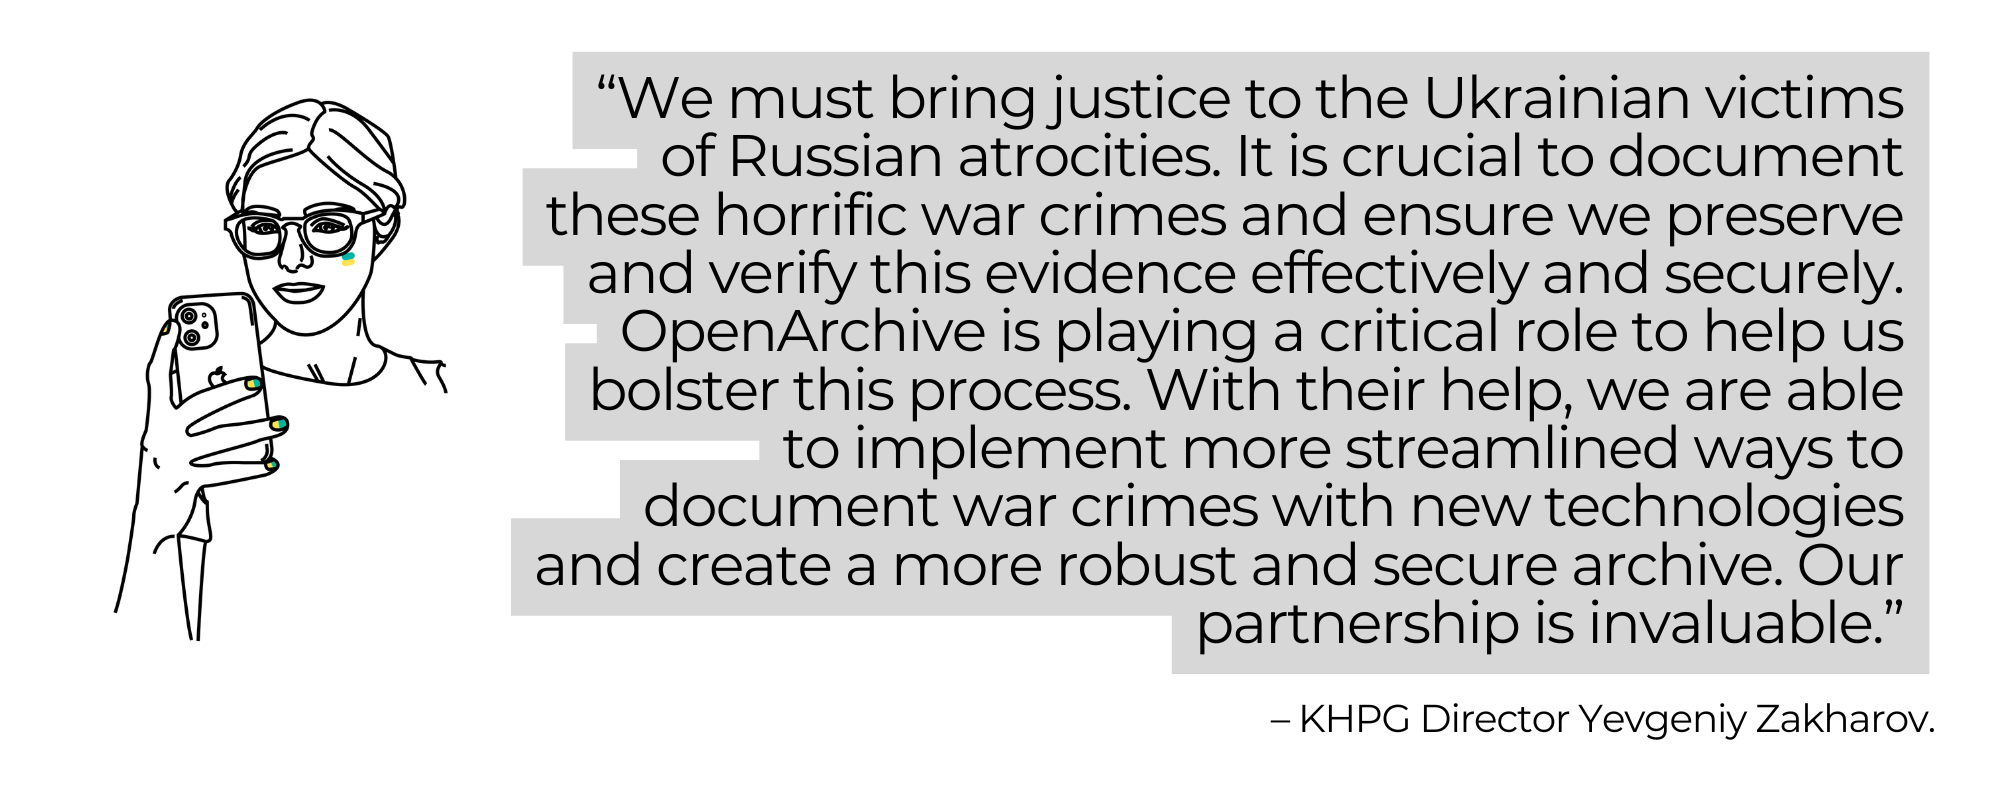 “We must bring justice to the Ukrainian victims
of Russian atrocities. It is crucial to document
these horrific war crimes and ensure we preserve
and verify this evidence effectively and securely.
OpenArchive is playing a critical role to help us
bolster this process. With their help, we are able
to implement more streamlined ways to
document war crimes with new technologies
and create a more robust and secure archive. Our
partnership is invaluable.”
– KHPG Director Yevgeniy Zakharov.